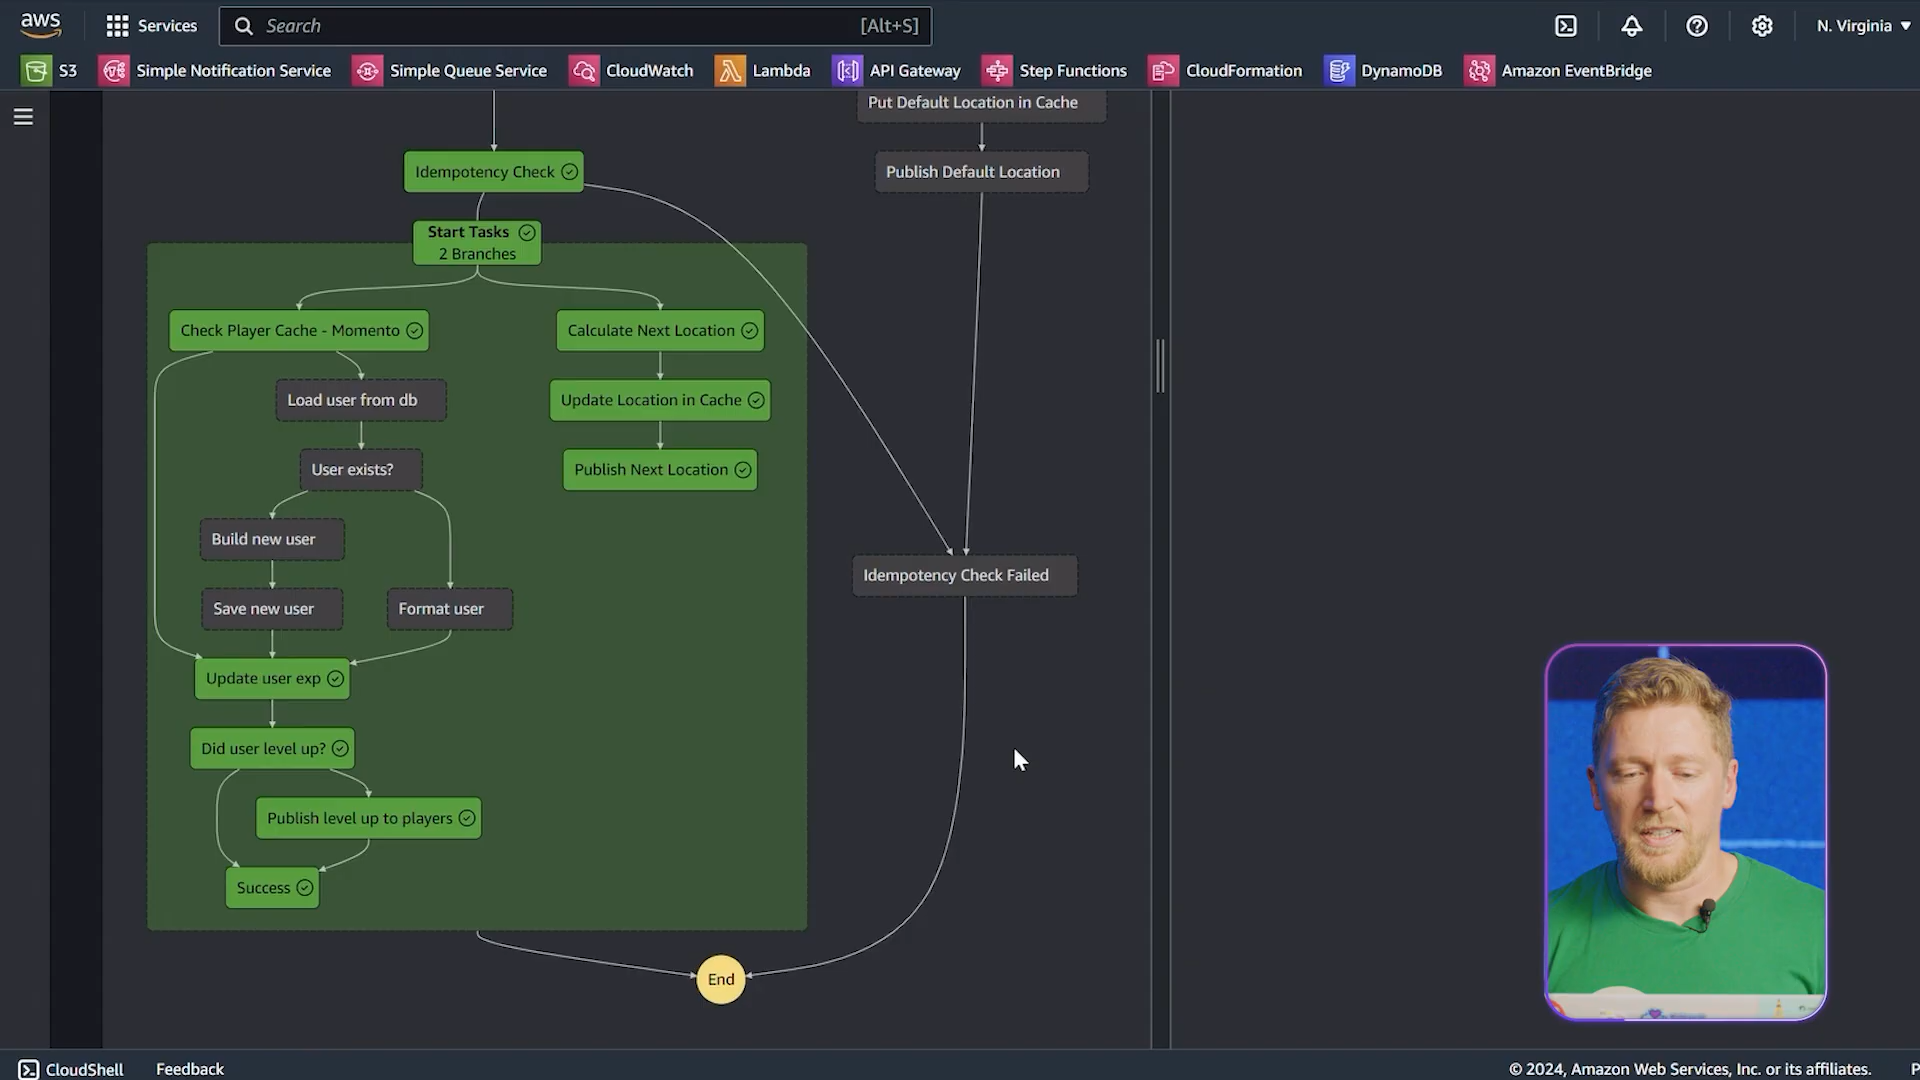 aws
Services
Search
[Alt+S]
N. Virginia
S3
Simple Notification Service
Simple Queue Service
CloudWatch
Lambda
API Gateway
Step Functions
CloudFormation
DynamoDB
Amazon EventBridge
Put Default Location in Cache
Idempotency Check
Publish Default Location
Start Tasks
2 Branches
Check Player Cache - Momento
Calculate Next Location
Load user from db
Update Location in Cache
User exists?
Publish Next Location
Build new user
Idempotency Check Failed
Save new user
Format user
Update user exp
Did user level up?
Publish level up to players
Success
End
CloudShell
Feedback
© 2024, Amazon Web Services, Inc. or its affiliates.
P